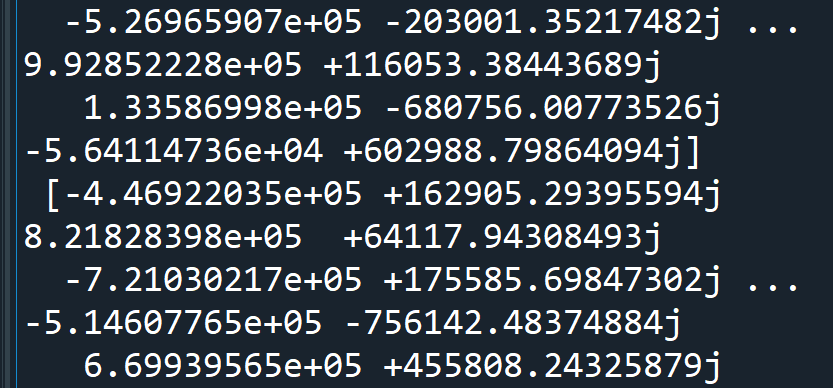 -5.26965907e+05 -203001.35217482j ...
9.92852228e+05 +116053.38443689j
1.33586998e+05 -680756.00773526j
-5.64114736e+04 +602988.79864094j]
[-4.46922035e+05 +162905.29395594j
8.21828398e+05  +64117.94308493j
-7.21030217e+05 +175585.69847302j ...
-5.14607765e+05 -756142.48374884j
6.69939565e+05 +455808.24325879j